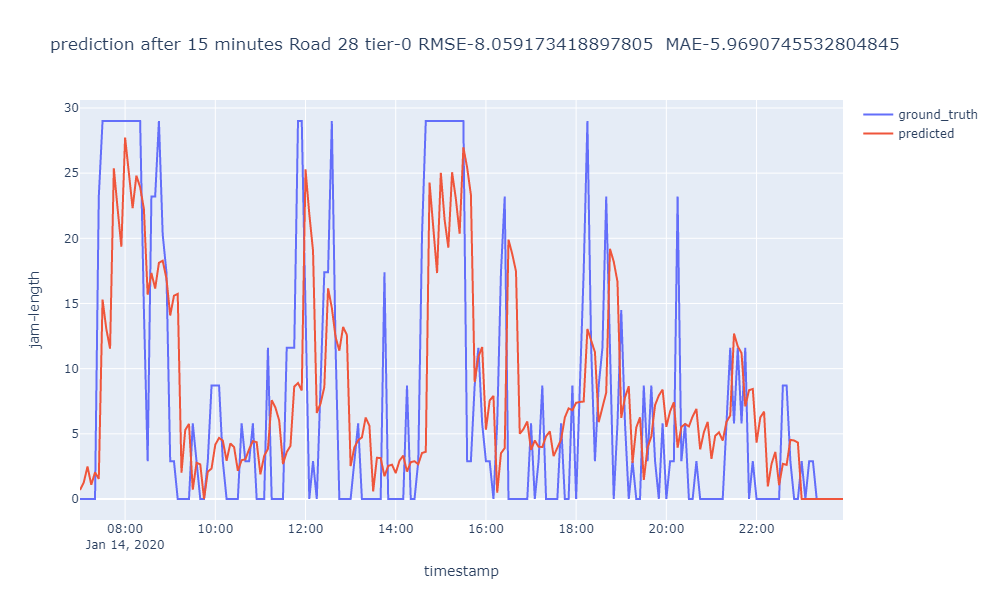 prediction after 15 minutes Road 28 tier-0 RMSE-8.059173418897805  MAE-5.9690745532804845
ground_truth
predicted
30
25
20
15
10
5
0
jam-length
08:00 10:00 12:00 14:00 16:00 18:00 20:00 22:00
Jan 14, 2020
timestamp